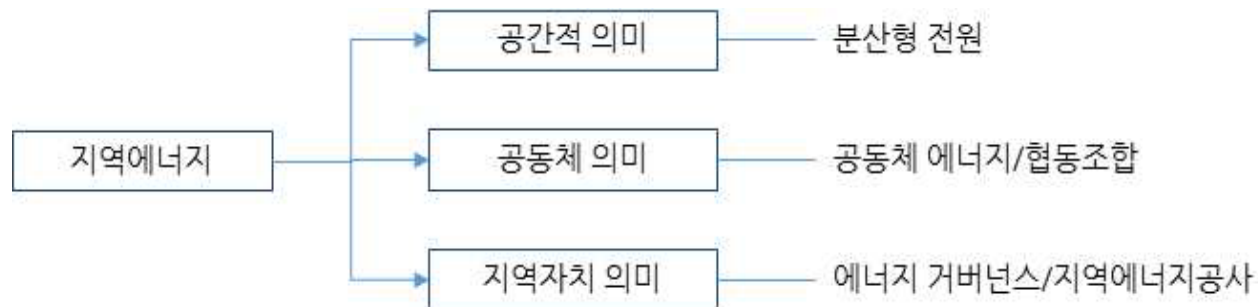 공간적 의미
분산형 전원
지역에너지
공동체 의미
공동체 에너지/협동조합
지역자치 의미
에너지 거버넌스/지역에너지공사